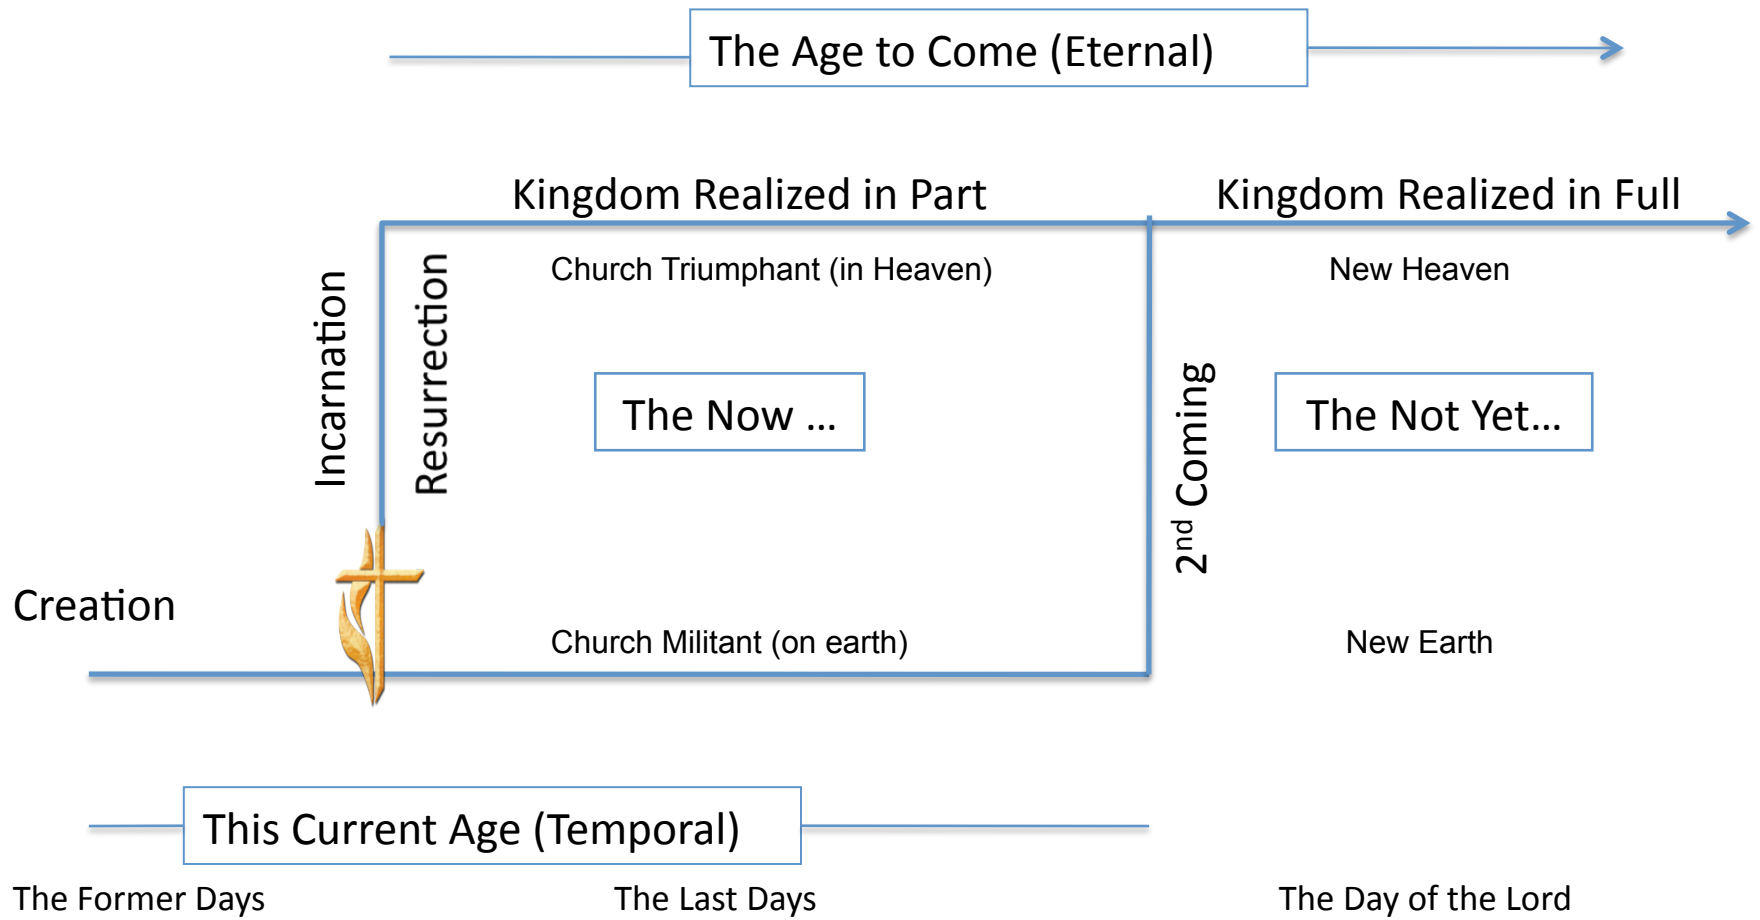 The Age to Come (Eternal)
Kingdom Realized in Part
Kingdom Realized in Full
Church Triumphant (in Heaven)
New Heaven
Incarnation
Resurrection
The Now ...
2nd Coming
The Not Yet...
Creation
Church Militant (on earth)
New Earth
This Current Age (Temporal)
The Former Days
The Last Days
The Day of the Lord